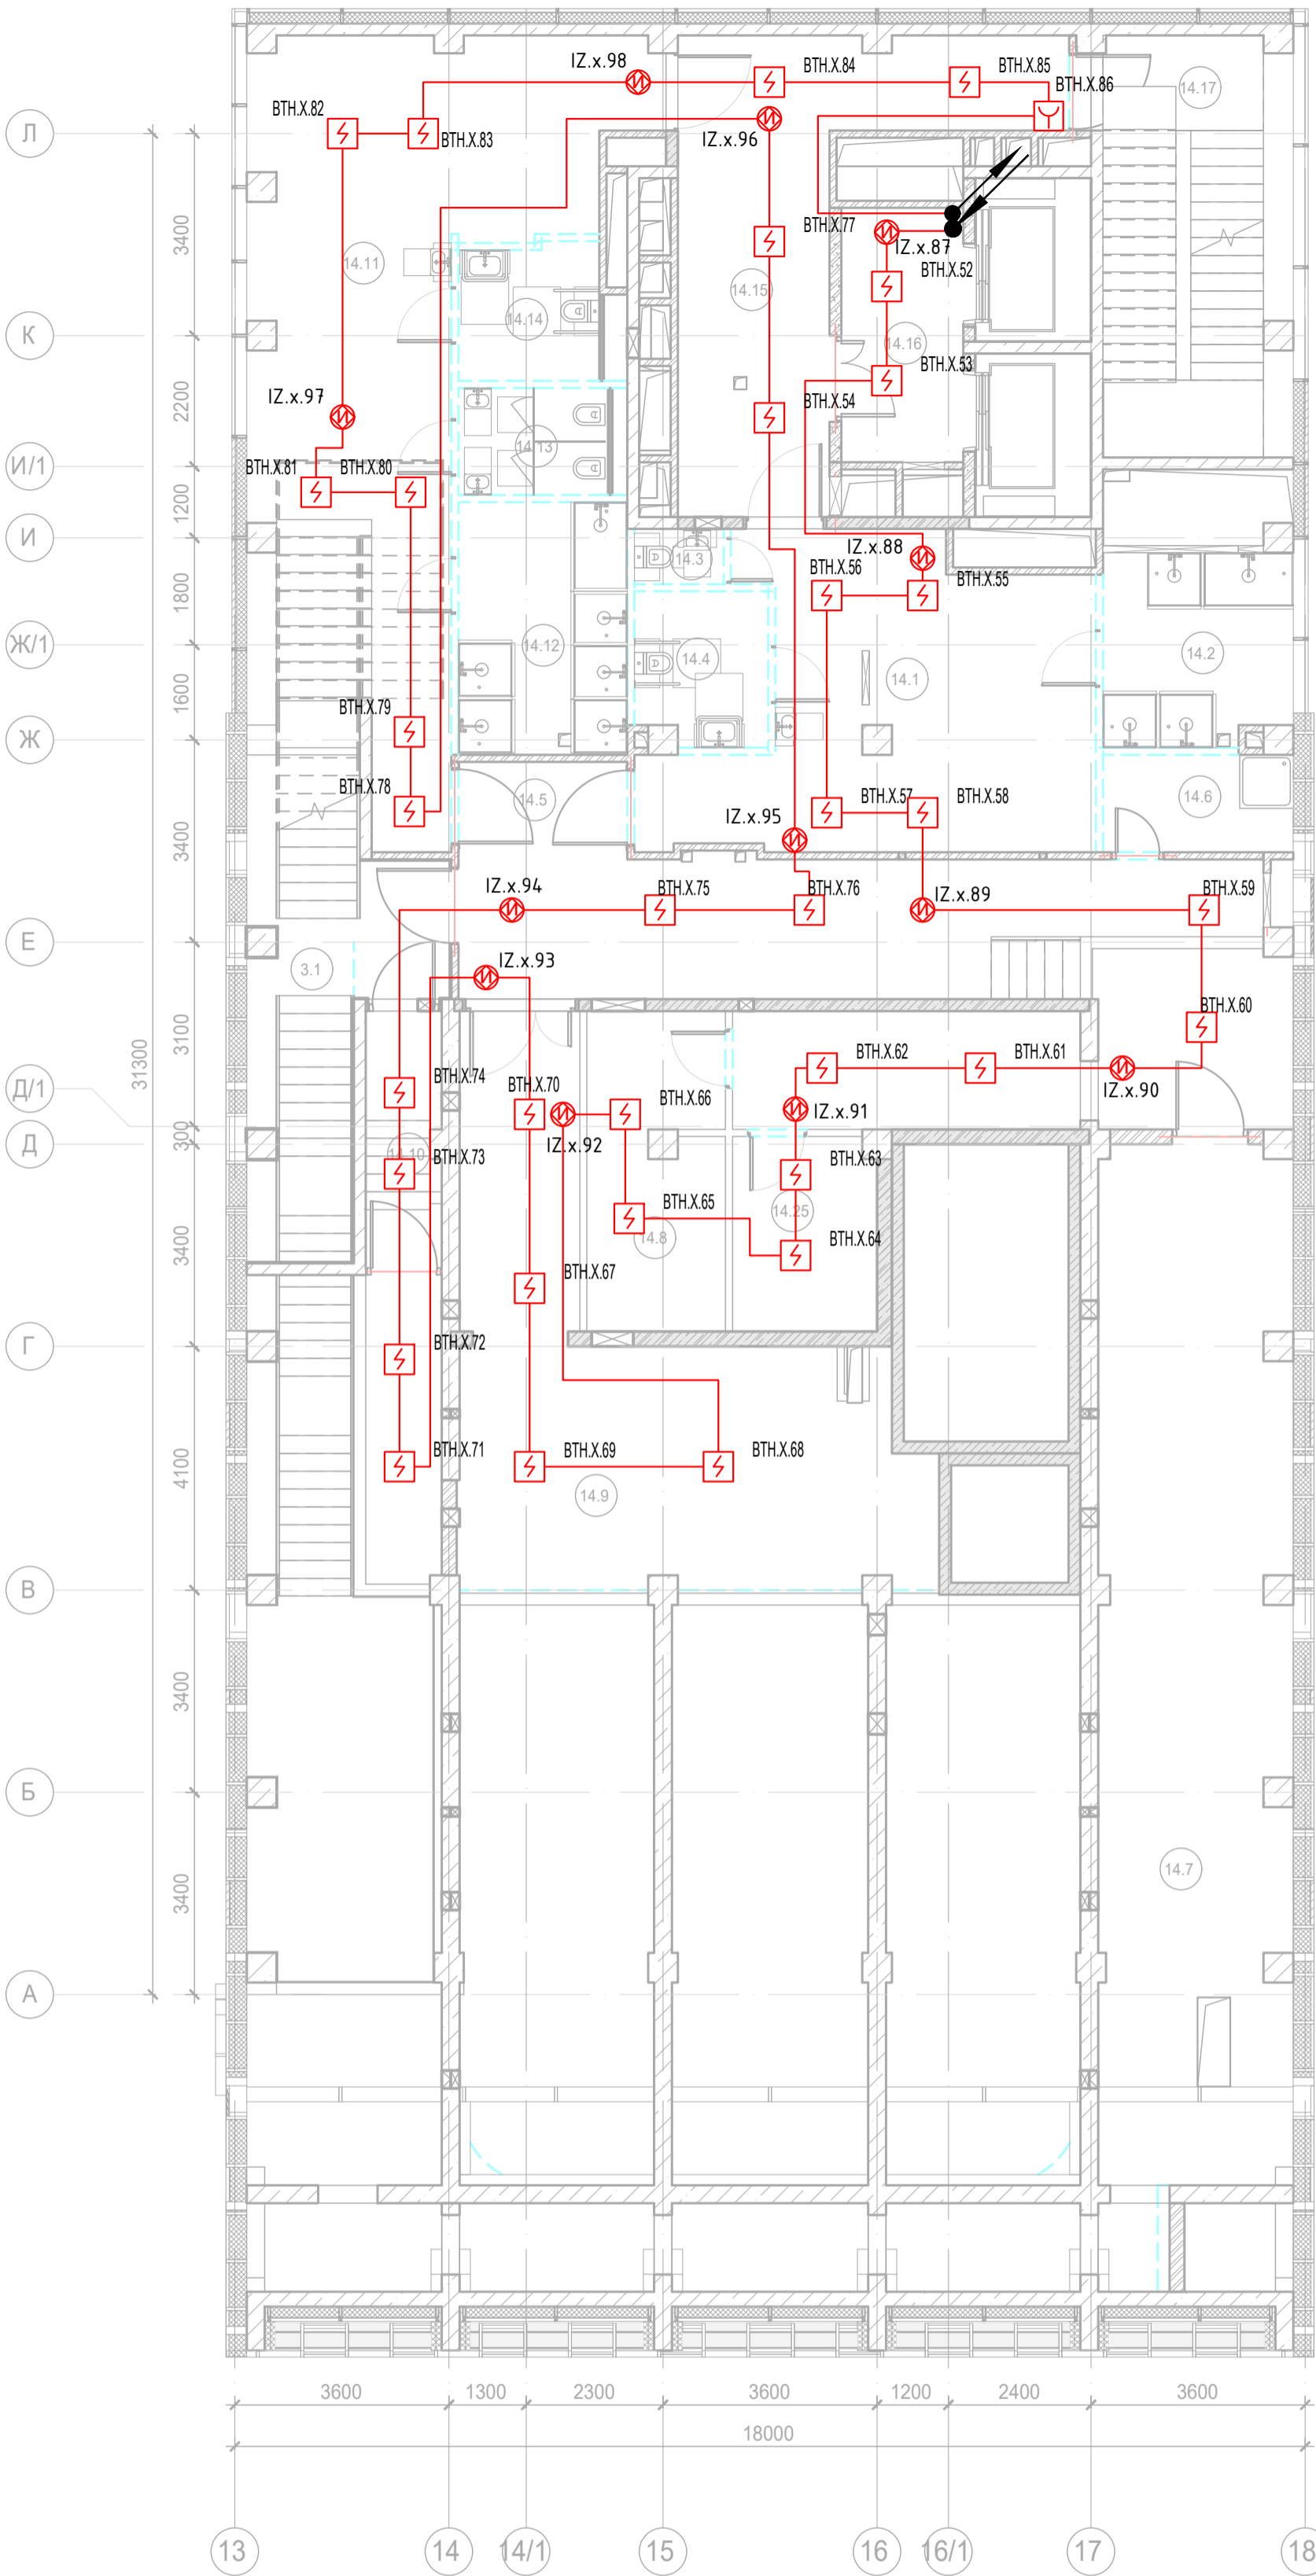 IZ.x.98
BTH.X.84
BTH.X.85
BTH.X.86
14.17
BTH.X.82
BTH.X.83
IZ.x.96
Л
3400
14.11
14.14
14.15
BTH.X.77
IZ.x.87
BTH.X.52
14.16
К
BTH.X.53
BTH.X.54
2200
IZ.x.97
14.13
И/1
BTH.X.81
BTH.X.80
1200
И
14.3
IZ.x.88
BTH.X.56
BTH.X.55
1800
Ж/1
14.12
14.4
14.1
14.2
1600
BTH.X.79
Ж
BTH.X.78
14.5
BTH.X.57
BTH.X.58
14.6
IZ.x.95
3400
IZ.x.94
BTH.X.75
BTH.X.76
IZ.x.89
BTH.X.59
Е
3.1
IZ.x.93
BTH.X.60
3100
31300
BTH.X.74
BTH.X.70
BTH.X.62
BTH.X.61
IZ.x.90
Д/1
BTH.X.66
IZ.x.91
300
Д
IZ.x.92
14.10
BTH.X.73
BTH.X.63
BTH.X.65
14.25
14.8
BTH.X.64
3400
BTH.X.67
Г
BTH.X.72
4100
BTH.X.71
BTH.X.69
BTH.X.68
14.9
В
3400
Б
14.7
3400
А
3600
1300
2300
3600
1200
2400
3600
18000
13
14
14/1
15
16
16/1
17
18